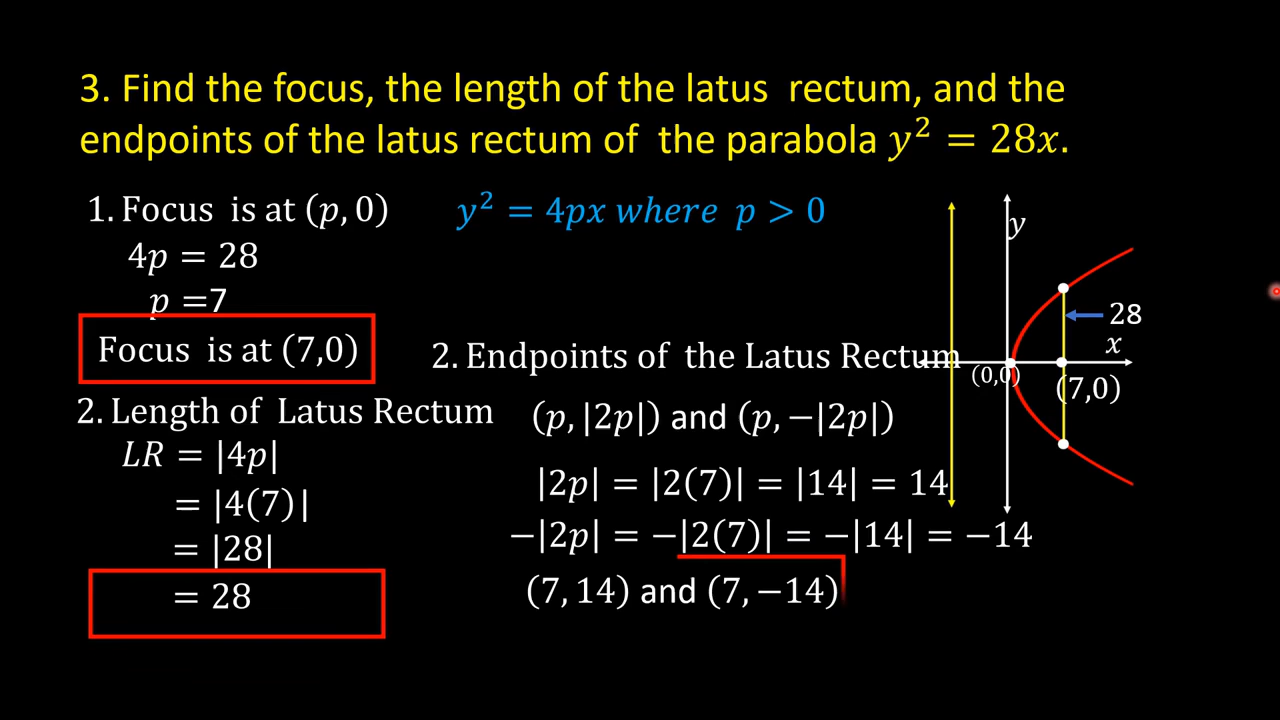 3. Find the focus, the length of the latus rectum, and the
endpoints of the latus rectum of the parabola y² = 28x.
1. Focus is at (p, 0)
y² = 4px where p > 0
4p = 28
p =7
Focus is at (7,0)
2. Length of Latus Rectum
LR = |4p|
= |4(7)|
= |28|
= 28
2. Endpoints of the Latus Rectum
(p, |2p|) and (p, −|2p|)
|2p| = |2(7)| = |14| = 14
−|2p| = −|2(7)| = −|14| = −14
(7, 14) and (7, −14)
y
28
x
(0,0)
(7,0)